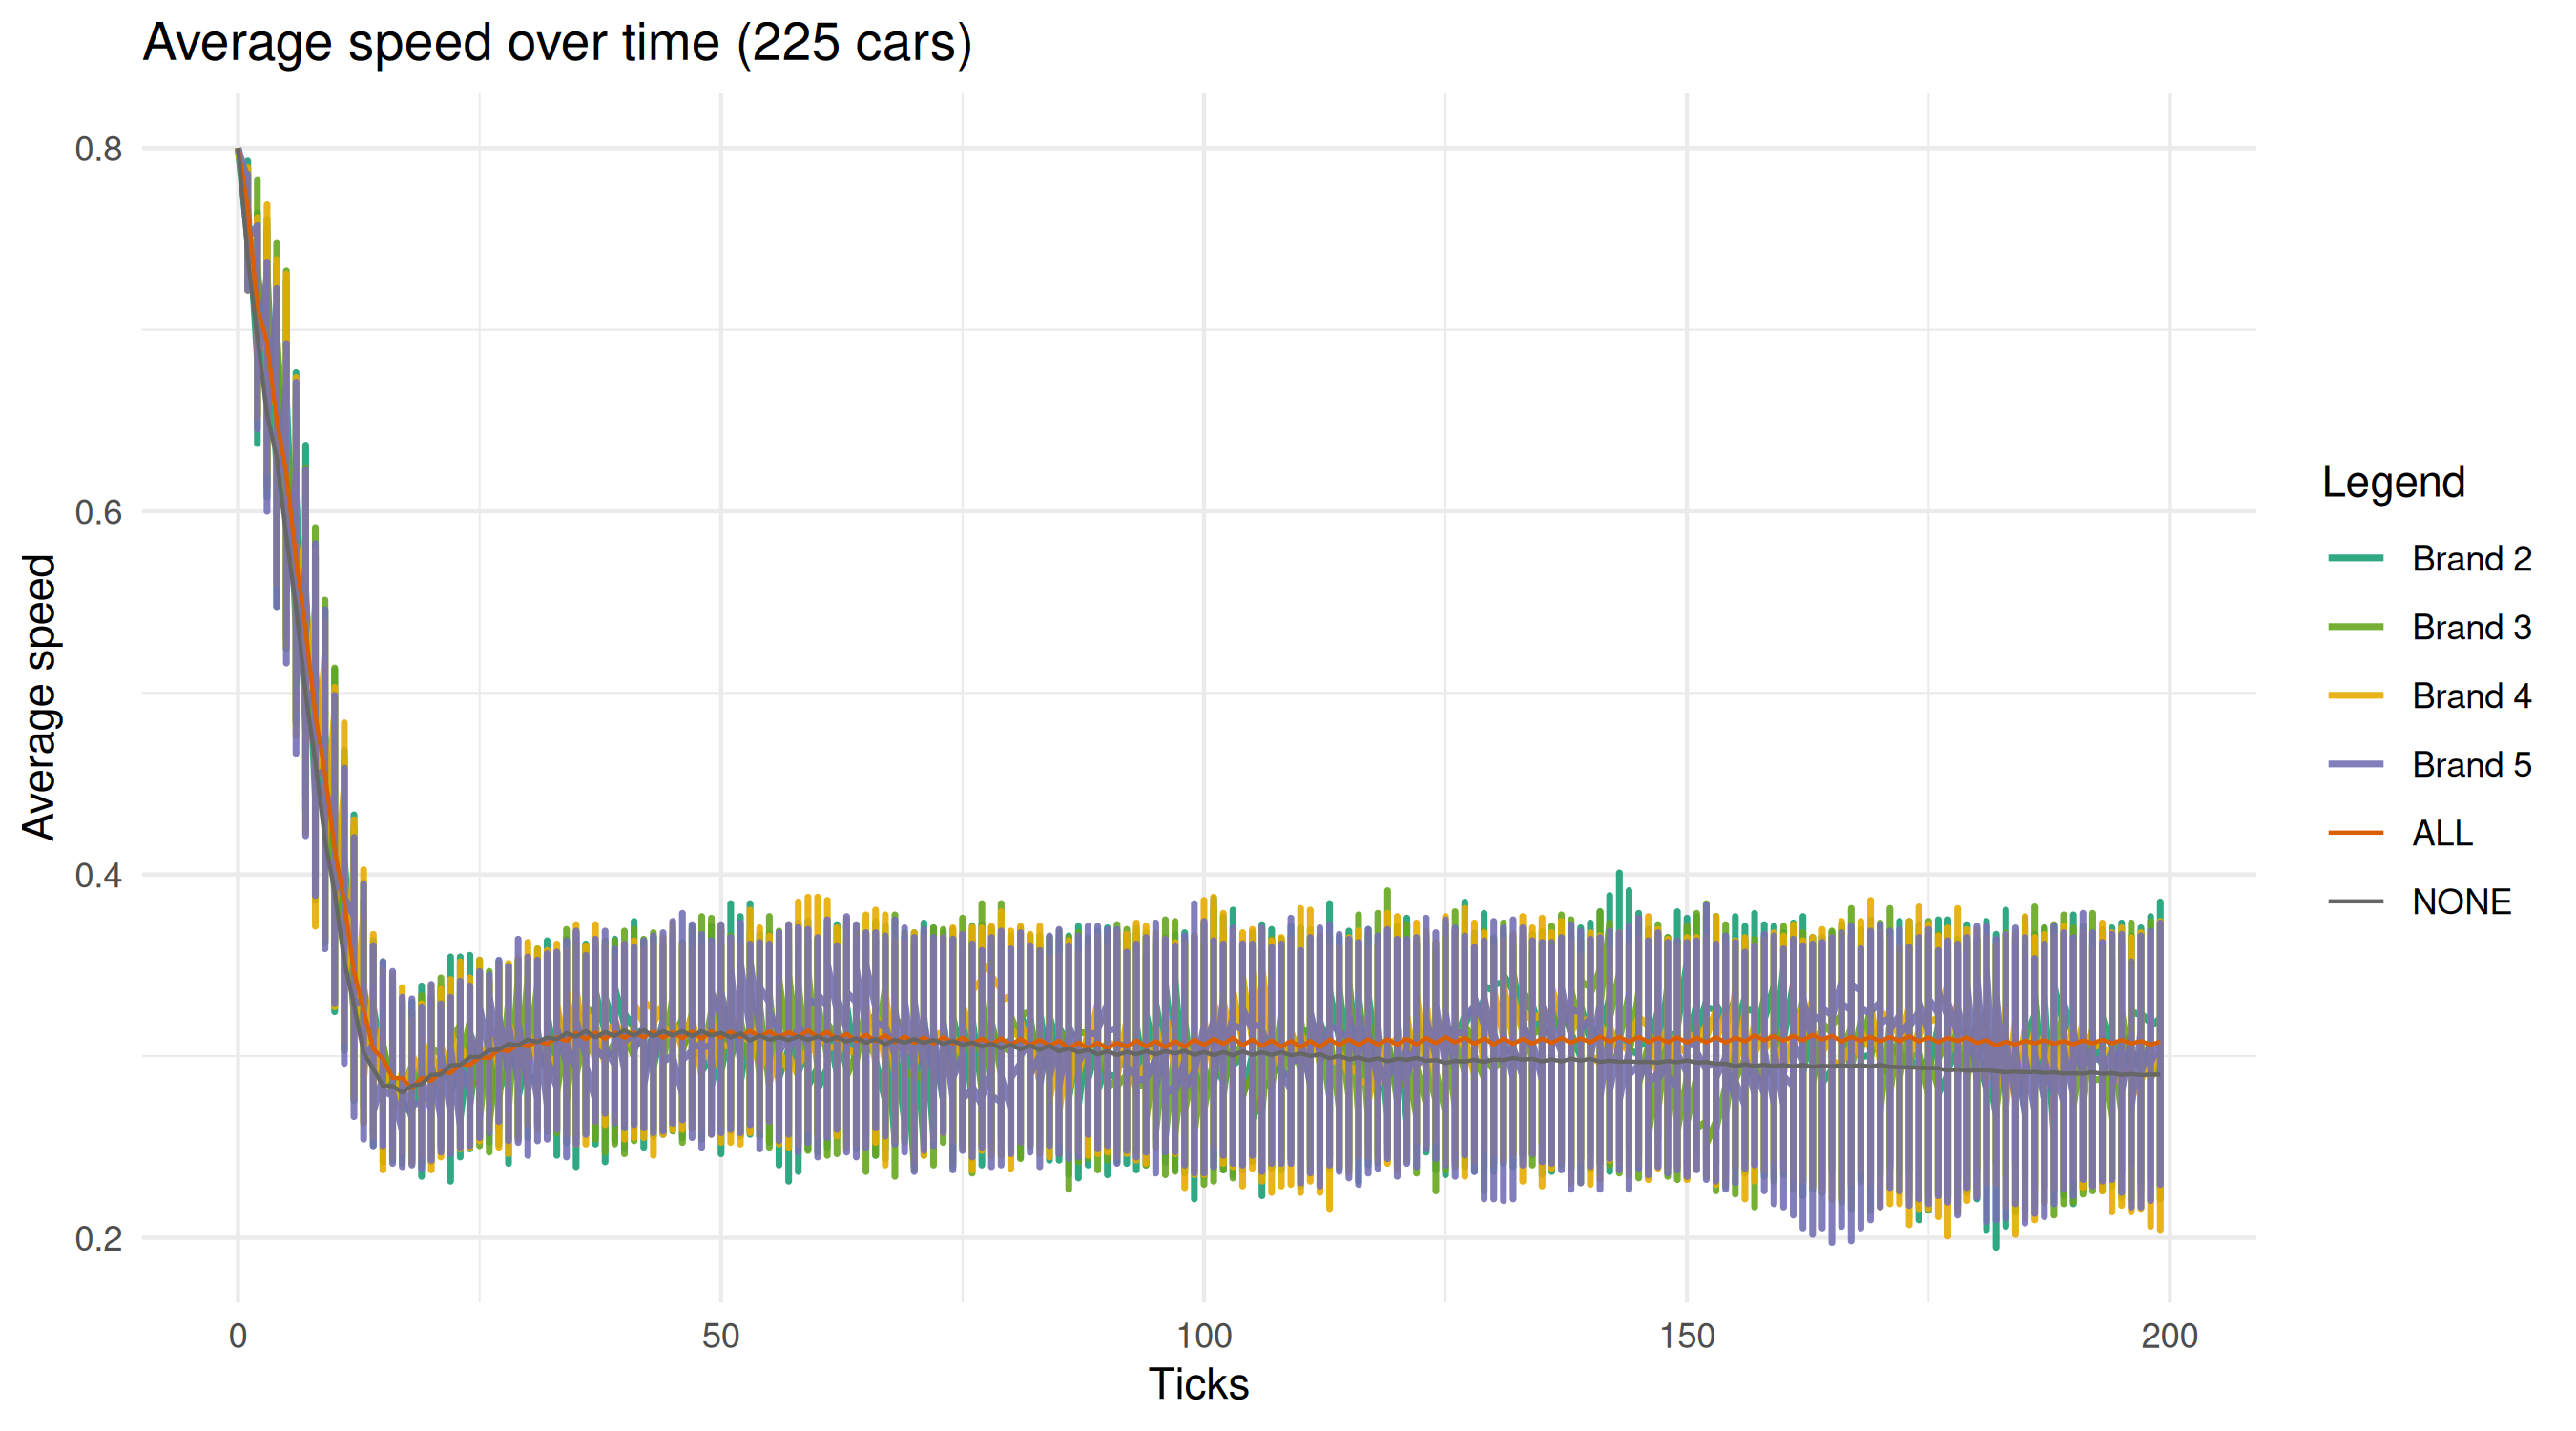 Average speed over time (225 cars)
0.8
0.6
0.4
0.2
Average speed
0 50 100 150 200
Ticks
Legend
Brand 2
Brand 3
Brand 4
Brand 5
ALL
NONE